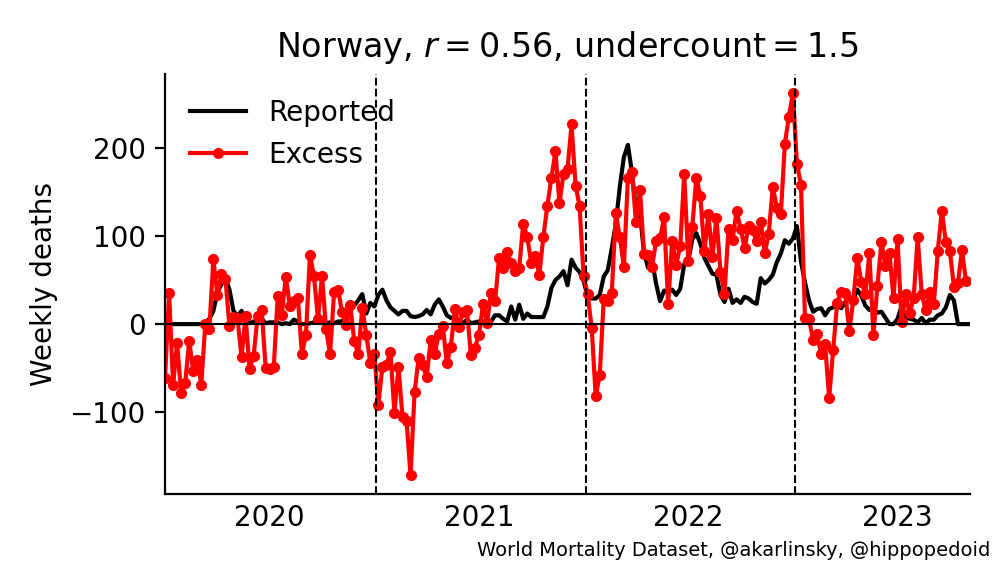 Norway, r = 0.56, undercount = 1.5
Reported
Excess
Weekly deaths
200
100
0
−100
2020 2021 2022 2023
World Mortality Dataset, @akarlinsky, @hippopedoid